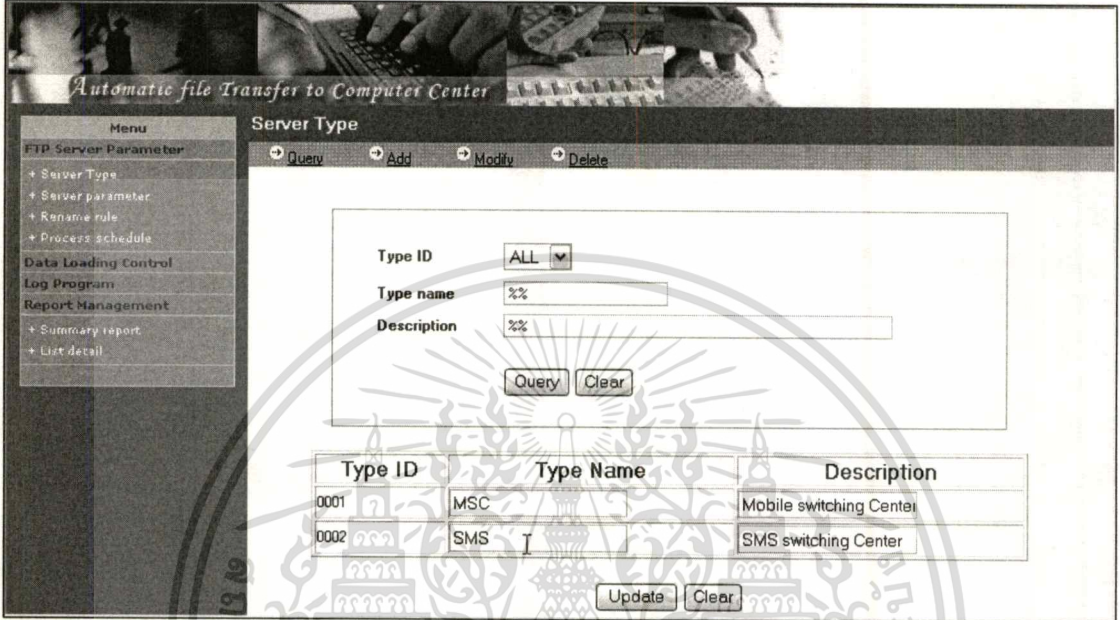 Automatic file Transfer to Computer Center
Menu
FTP Server Parameter
+ Server Type
+ Server parameter
+ Rename rule
+ Process schedule
Data Loading Control
Log Program
Report Management
+ Summary report
+ List detail
Server Type
Query Add Modify Delete
Type ID ALL
Type name %%
Description %%
Query Clear
Type ID Type Name Description
0001 MSC Mobile switching Center
0002 SMS SMS switching Center
Update Clear